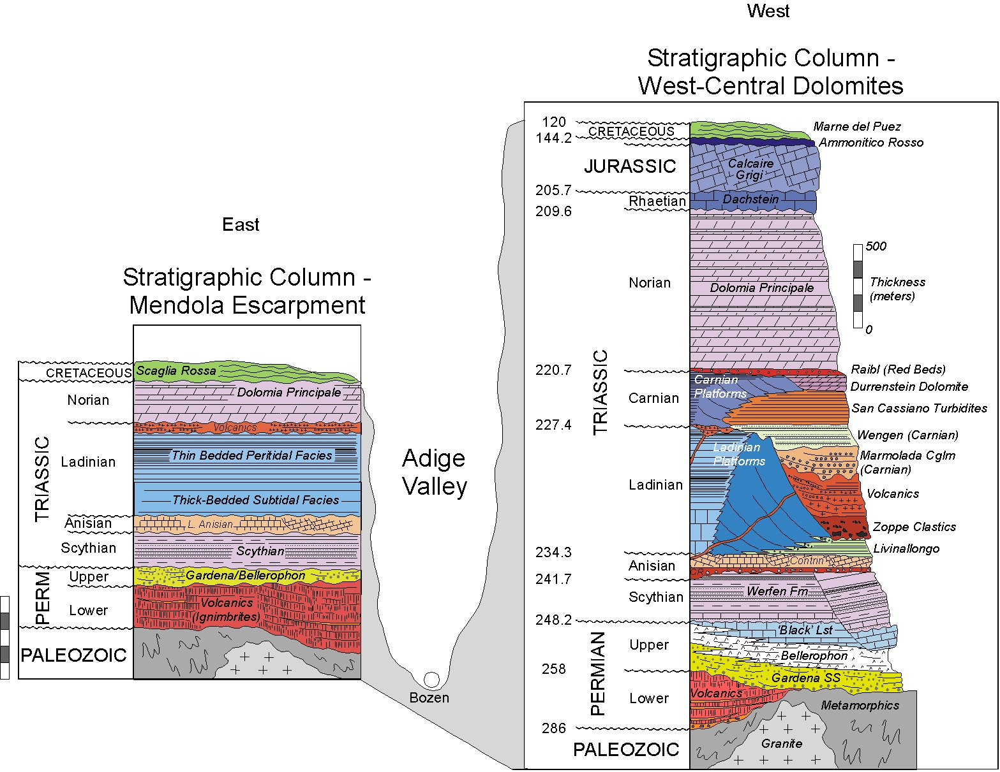 West
Stratigraphic Column -
West-Central Dolomites
East
Stratigraphic Column -
Mendola Escarpment
CRETACEOUS
Scaglia Rossa
Norian
Dolomia Principale
Volcanics
TRIASSIC
Ladinian
Thin Bedded Peritidal Facies
Thick-Bedded Subtidal Facies
Anisian
L. Anisian
Scythian
Scythian
PERM
Upper
Gardena/Bellerophon
Lower
Volcanics
(Ignimbrites)
PALEOZOIC
Adige
Valley
Bozen
120
CRETACEOUS
144.2
Marne del Puez
Ammonitico Rosso
JURASSIC
Calcaire
Grigi
205.7
Rhaetian
Dachstein
209.6
Norian
Dolomia Principale
500
Thickness
(meters)
0
TRIASSIC
220.7
Raibl (Red Beds)
Carnian
Platforms
Durrenstein Dolomite
Carnian
San Cassiano Turbidites
227.4
Wengen (Carnian)
Ladinian
Platforms
Marmolada Cglm
(Carnian)
Ladinian
Volcanics
Zoppe Clastics
Livinallongo
234.3
Anisian
Contrin
CR
241.7
Scythian
Werfen Fm
248.2
PERMIAN
Upper
'Black' Lst
Bellerophon
258
Gardena SS
Lower
Volcanics
Metamorphics
286
PALEOZOIC
Granite